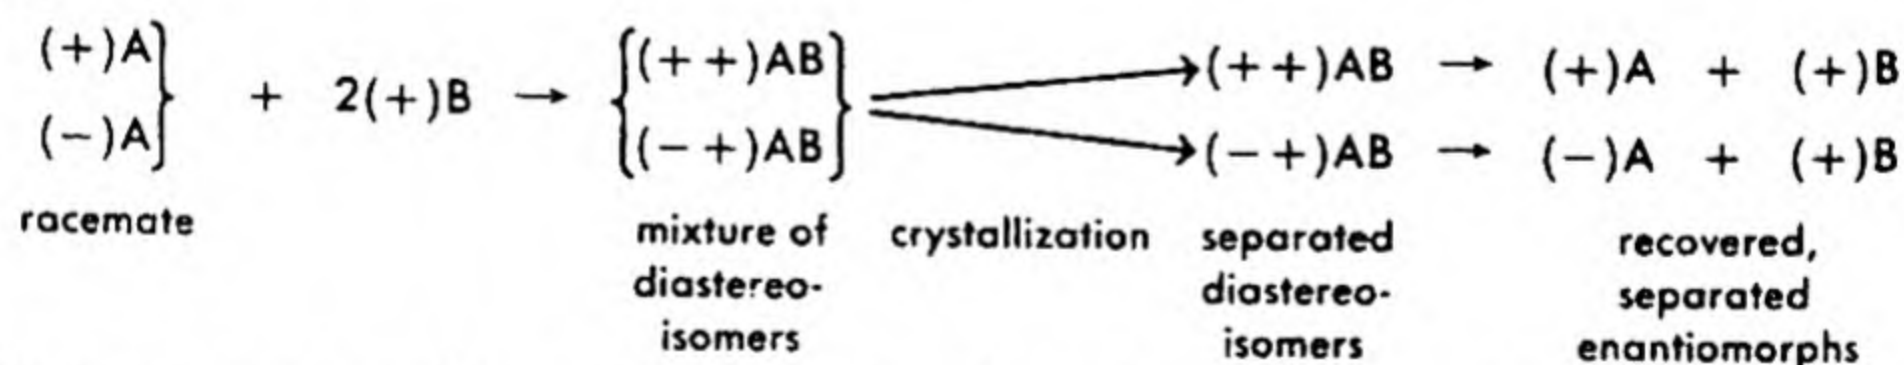 (+)A
(−)A
+ 2(+)B →
(++)AB
(−+)AB
(++)AB → (+)A + (+)B
(−+)AB → (−)A + (+)B
racemate
mixture of
diastereo-
isomers
crystallization
separated
diastereo-
isomers
recovered,
separated
enantiomorphs